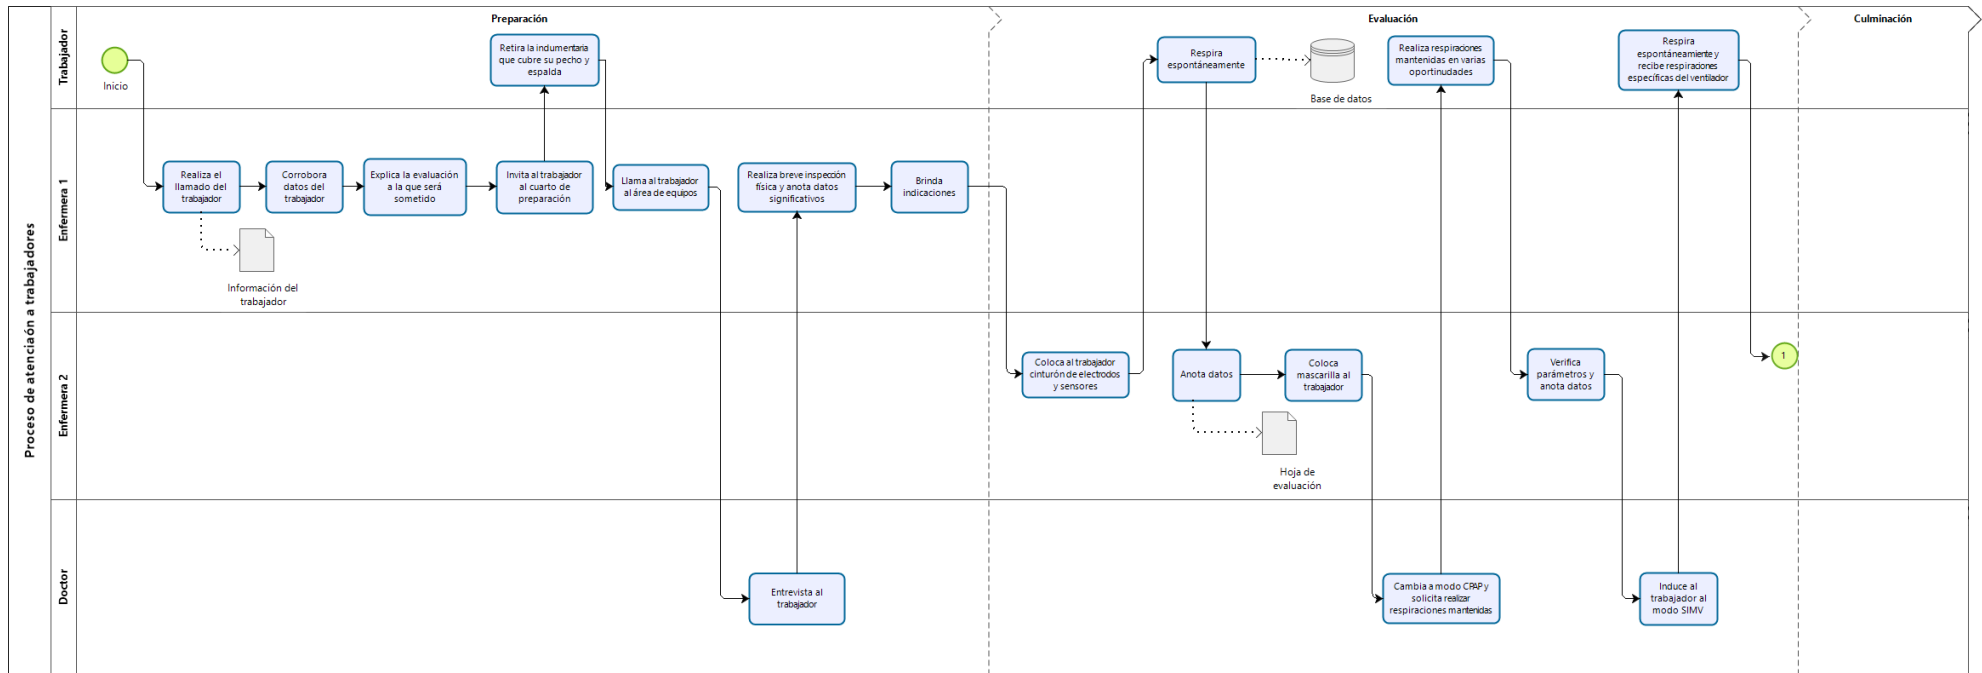 Preparación
Evaluación
Culminación
Proceso de atenciaón a trabajadores
Trabajador
Inicio
Retira la indumentaria
que cubre su pecho y
espalda
Respira
espontáneamente
Base de datos
Realiza respiraciones
mantenidas en varias
oportinudades
Respira
espontáneamiente y
recibe respiraciones
específicas del ventilador
Enfermera 1
Realiza el
llamado del
trabajador
Corrobora
datos del
trabajador
Explica la evaluación
a la que será
sometido
Invita al trabajador
al cuarto de
preparación
Llama al trabajador
al área de equipos
Realiza breve inspección
física y anota datos
significativos
Brinda
indicaciones
Información del
trabajador
Enfermera 2
Coloca al trabajador
cinturón de electrodos
y sensores
Anota datos
Coloca
mascarilla al
trabajador
Verifica
parámetros y
anota datos
1
Hoja de
evaluación
Doctor
Entrevista al
trabajador
Cambia a modo CPAP y
solicita realizar
respiraciones mantenidas
Induce al
trabajador al
modo SIMV